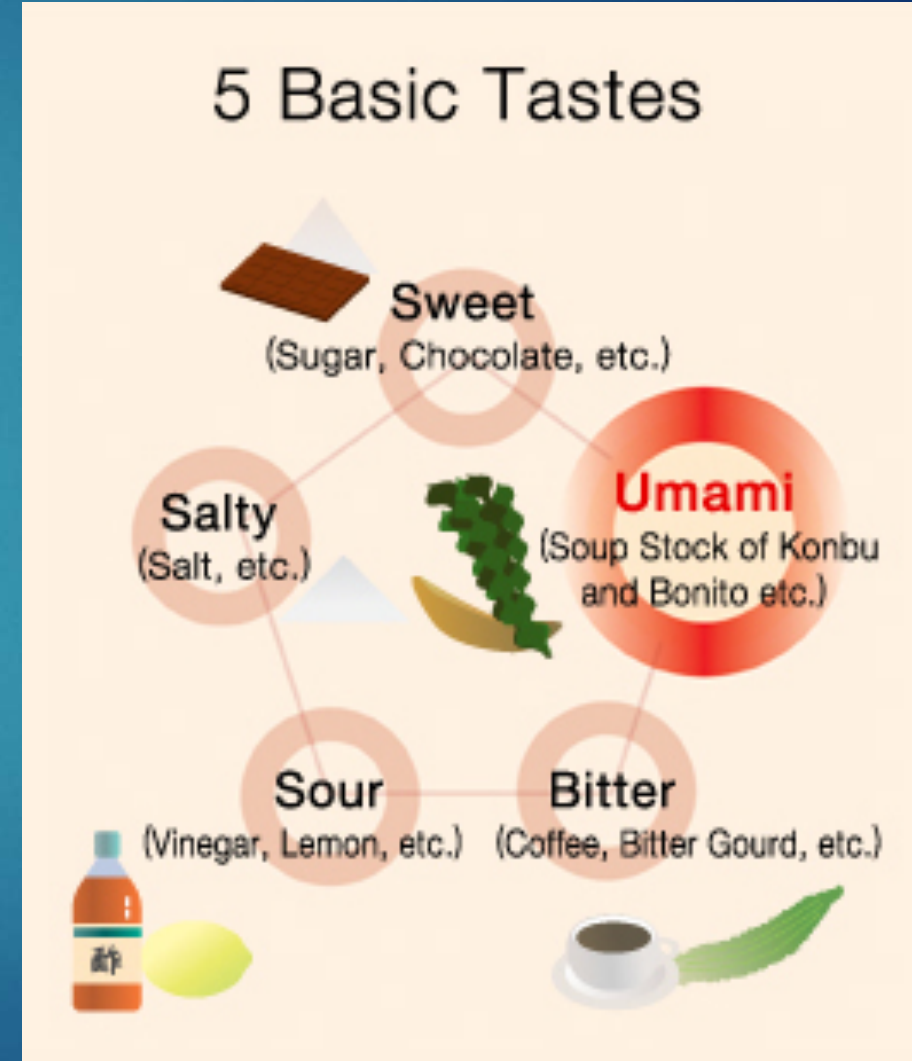 5 Basic Tastes
Sweet
(Sugar, Chocolate, etc.)
Umami
(Soup Stock of Konbu
and Bonito etc.)
Salty
(Salt, etc.)
Sour
(Vinegar, Lemon, etc.)
Bitter
(Coffee, Bitter Gourd, etc.)
酢